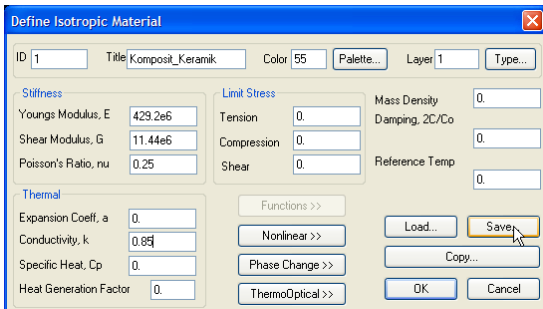 Define Isotropic Material
ID 1 Title Komposit_Keramik Color 55 Palette... Layer 1 Type...
Stiffness
Youngs Modulus, E 429.2e6
Shear Modulus, G 11.44e6
Poisson's Ratio, nu 0.25
Limit Stress
Tension 0.
Compression 0.
Shear 0.
Mass Density 0.
Damping, 2C/Co 0.
Reference Temp 0.
Thermal
Expansion Coeff, a 0.
Conductivity, k 0.85
Specific Heat, Cp 0.
Heat Generation Factor 0.
Functions >>
Nonlinear >>
Phase Change >>
ThermoOptical >>
Load... Save...
Copy...
OK Cancel